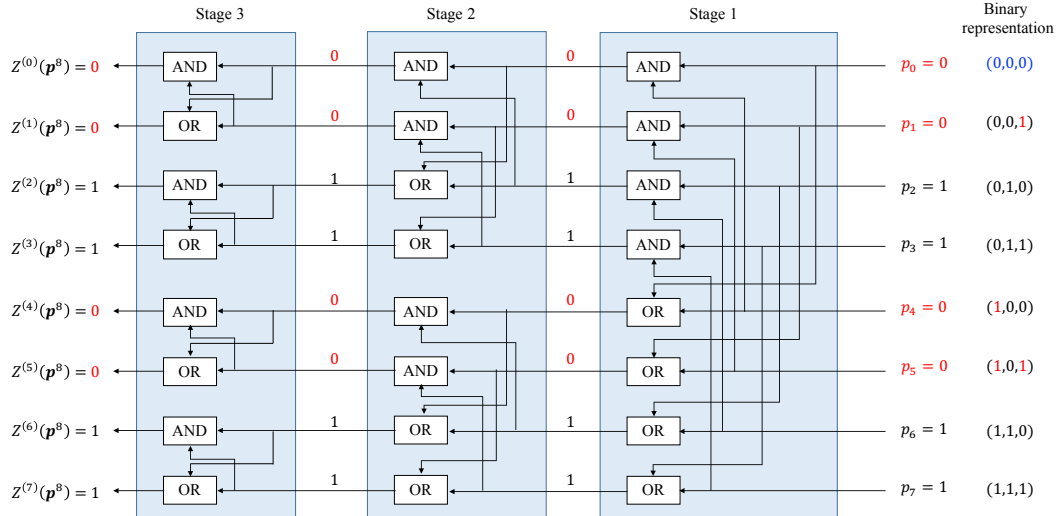 Stage 3 Stage 2 Stage 1 Binary representation
Z^(0)(p^8) = 0 AND 0 AND 0 AND p_0 = 0 (0,0,0)
Z^(1)(p^8) = 0 OR 0 AND 0 AND p_1 = 0 (0,0,1)
Z^(2)(p^8) = 1 AND 1 OR 1 AND p_2 = 1 (0,1,0)
Z^(3)(p^8) = 1 OR 1 OR 1 AND p_3 = 1 (0,1,1)
Z^(4)(p^8) = 0 AND 0 AND 0 OR p_4 = 0 (1,0,0)
Z^(5)(p^8) = 0 OR 0 AND 0 OR p_5 = 0 (1,0,1)
Z^(6)(p^8) = 1 AND 1 OR 1 OR p_6 = 1 (1,1,0)
Z^(7)(p^8) = 1 OR 1 OR 1 OR p_7 = 1 (1,1,1)